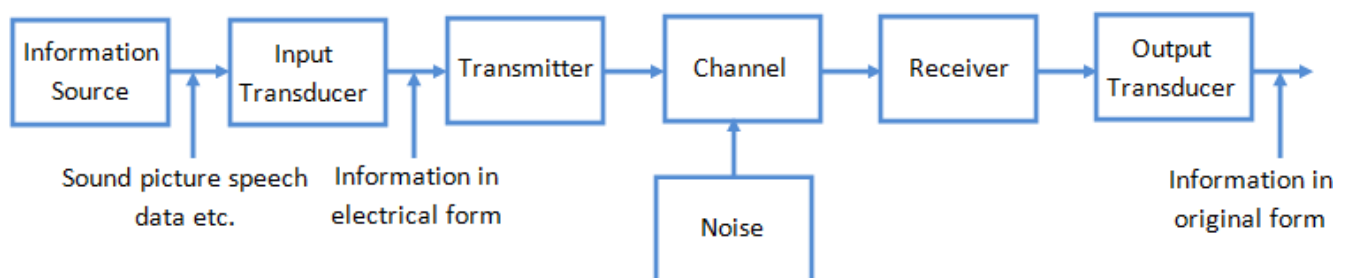 Information
Source
Input
Transducer
Transmitter
Channel
Receiver
Output
Transducer
Sound picture speech
data etc.
Information in
electrical form
Noise
Information in
original form